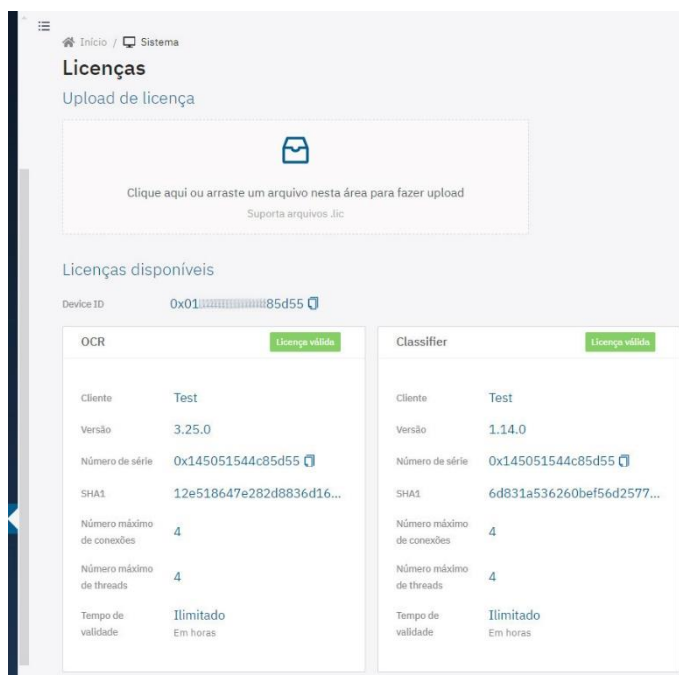 Início / Sistema
Licenças
Upload de licença
Clique aqui ou arraste um arquivo nesta área para fazer upload
Suporta arquivos .lic
Licenças disponíveis
Device ID 0x01 85d55
OCR Licença válida
Cliente Test
Versão 3.25.0
Número de série 0x145051544c85d55
SHA1 12e518647e282d8836d16...
Número máximo de conexões 4
Número máximo de threads 4
Tempo de validade Ilimitado
Em horas
Classifier Licença válida
Cliente Test
Versão 1.14.0
Número de série 0x145051544c85d55
SHA1 6d831a536260bef56d2577...
Número máximo de conexões 4
Número máximo de threads 4
Tempo de validade Ilimitado
Em horas